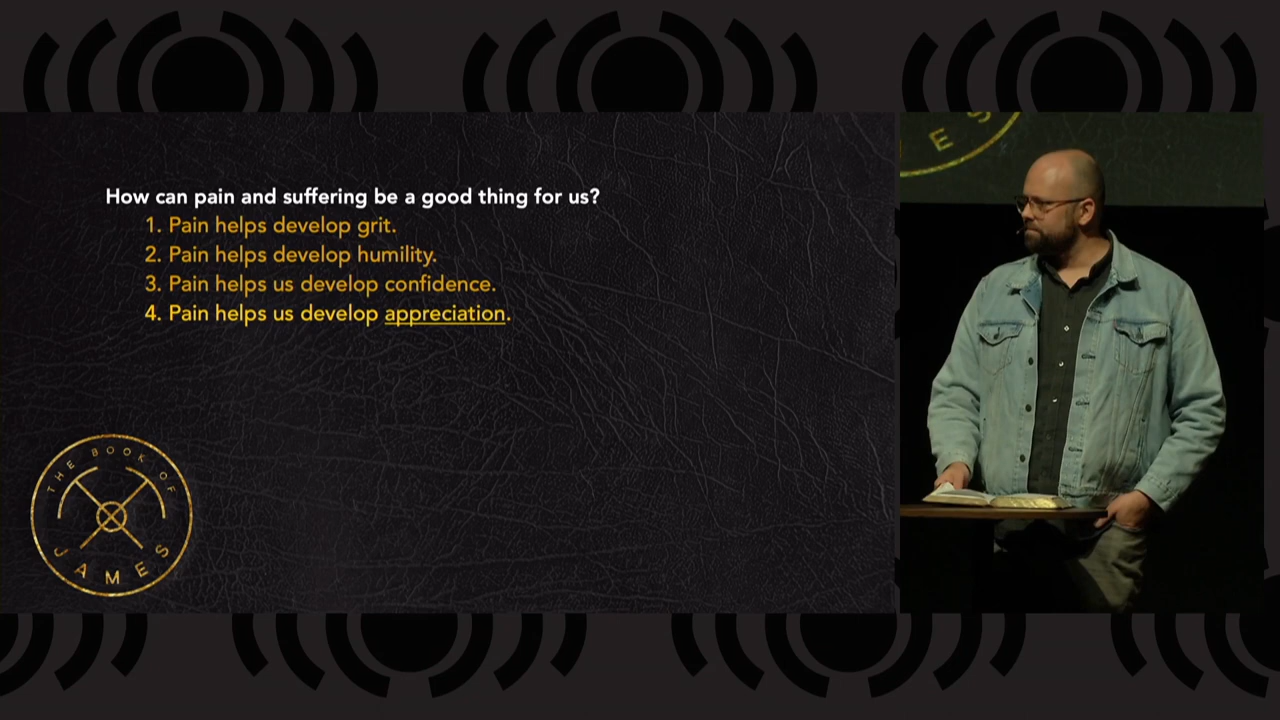 How can pain and suffering be a good thing for us?
1. Pain helps develop grit.
2. Pain helps develop humility.
3. Pain helps us develop confidence.
4. Pain helps us develop appreciation.
THE BOOK OF
JAMES
ES